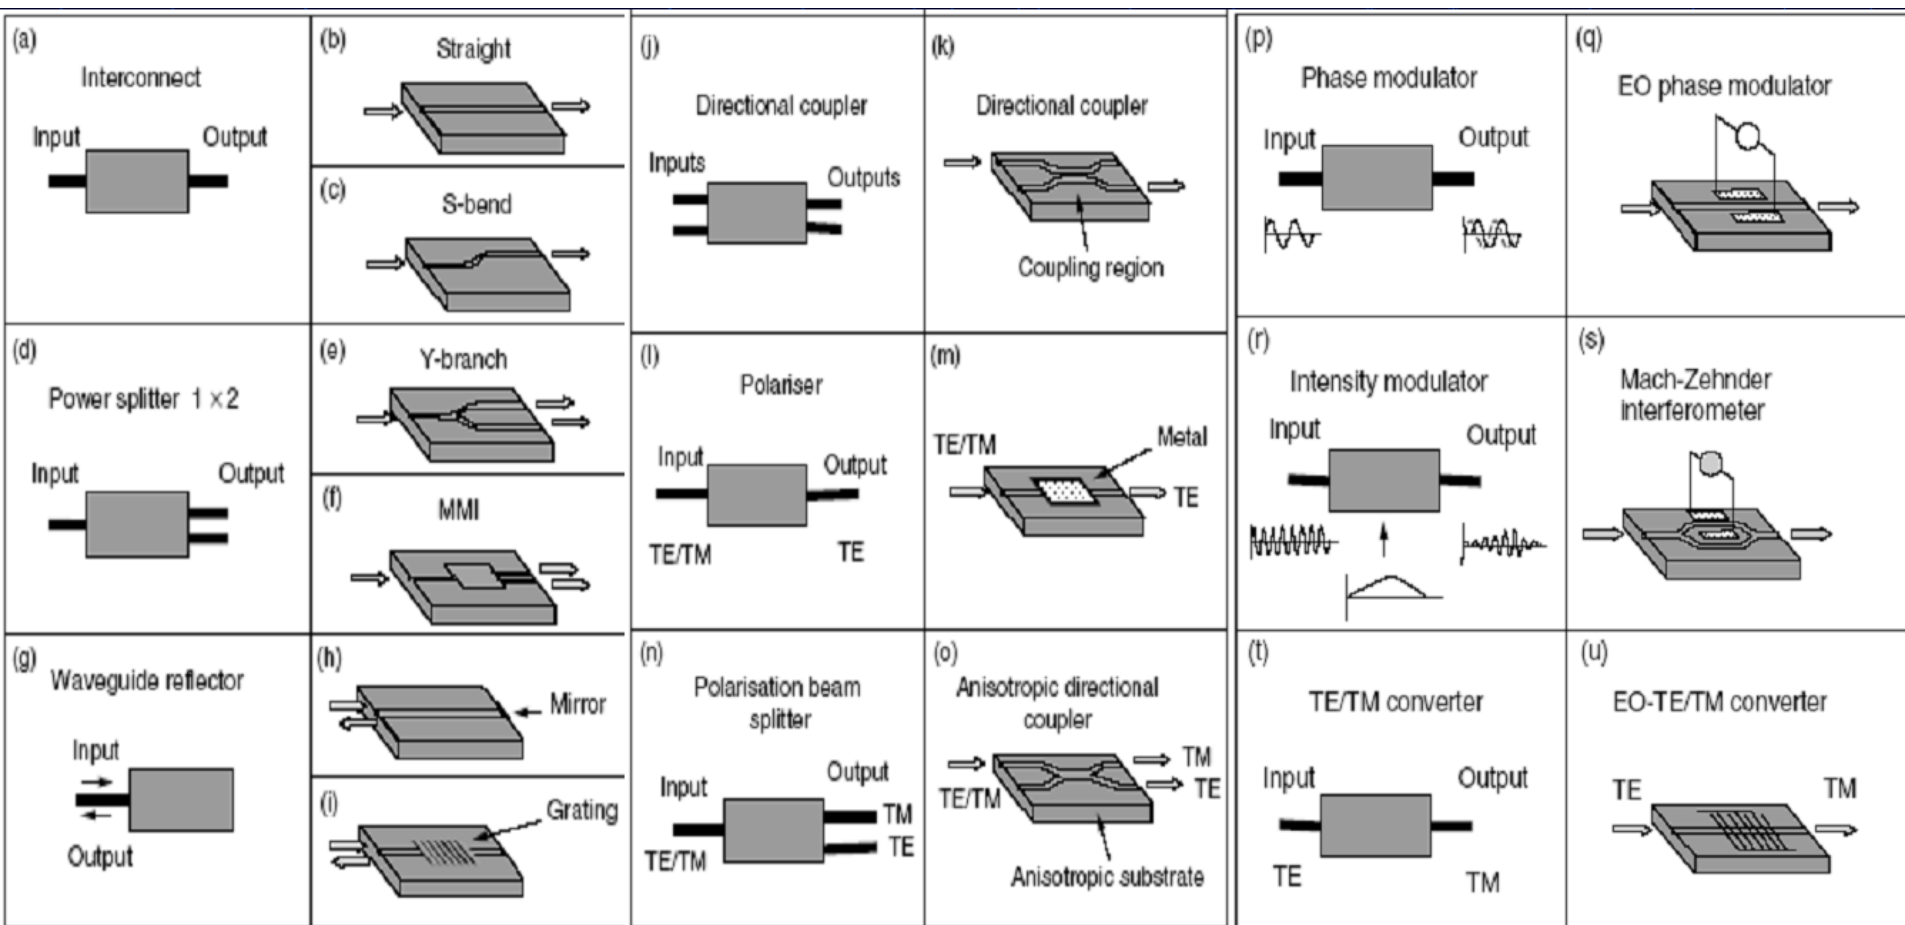 (a)
Interconnect
Input
Output
(b)
Straight
(c)
S-bend
(d)
Power splitter 1 ×2
Input
Output
(e)
Y-branch
(f)
MMI
(g)
Waveguide reflector
Input
Output
(h)
Mirror
(i)
Grating
(j)
Directional coupler
Inputs
Outputs
(k)
Directional coupler
Coupling region
(l)
Polariser
Input
Output
TE/TM
TE
(m)
TE/TM
Metal
TE
(n)
Polarisation beam
splitter
Output
Input
TM
TE
TE/TM
(o)
Anisotropic directional
coupler
TM
TE
TE/TM
Anisotropic substrate
(p)
Phase modulator
Input
Output
(q)
EO phase modulator
(r)
Intensity modulator
Input
Output
(s)
Mach-Zehnder
interferometer
(t)
TE/TM converter
Input
Output
TE
TM
(u)
EO-TE/TM converter
TE
TM